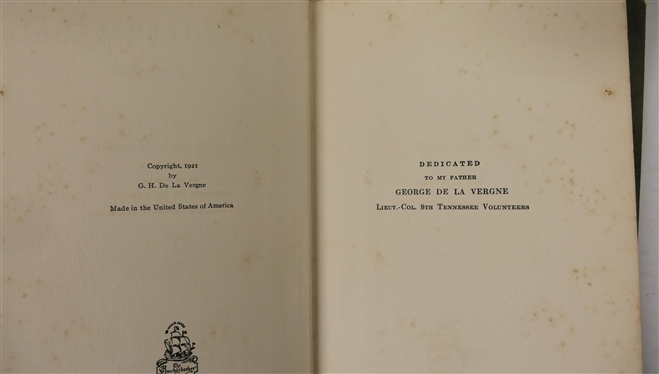 Copyright, 1921
by
G. H. De La Vergne
Made in the United States of America
DEDICATED
TO MY FATHER
GEORGE DE LA VERGNE
Lieut.-Col. 8th Tennessee Volunteers